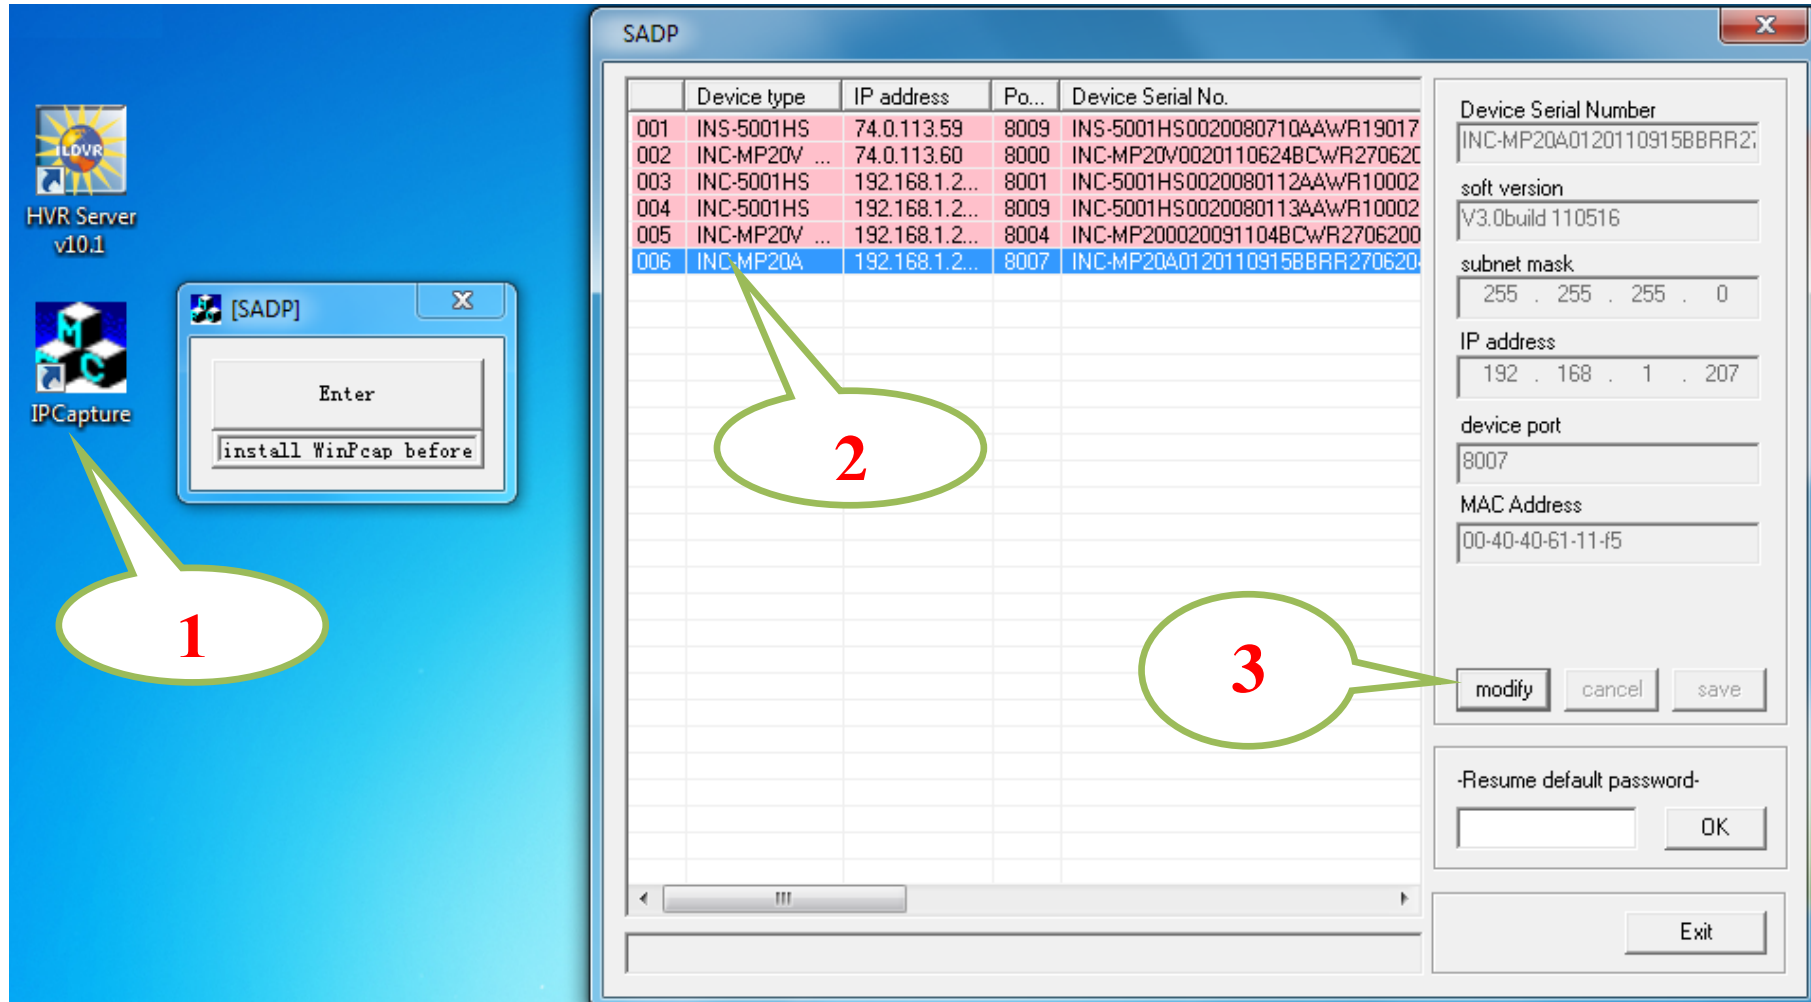 HVR Server
v10.1
IPCapture
1
[SADP]
Enter
install WinPcap before
SADP
Device type IP address Po... Device Serial No.
001 INS-5001HS 74.0.113.59 8009 INS-5001HS0020080710AAWR19017
002 INC-MP20V ... 74.0.113.60 8000 INC-MP20V0020110624BCWR270620
003 INC-5001HS 192.168.1.2... 8001 INC-5001HS0020080112AAWR10002
004 INC-5001HS 192.168.1.2... 8009 INC-5001HS0020080113AAWR10002
005 INC-MP20V ... 192.168.1.2... 8004 INC-MP200020091104BCWR2706200
006 INC-MP20A 192.168.1.2... 8007 INC-MP20A0120110915BBRR270620
2
3
Device Serial Number
INC-MP20A0120110915BBRR2
soft version
V3.0build 110516
subnet mask
255 . 255 . 255 . 0
IP address
192 . 168 . 1 . 207
device port
8007
MAC Address
00-40-40-61-11-f5
modify cancel save
-Resume default password-
OK
Exit